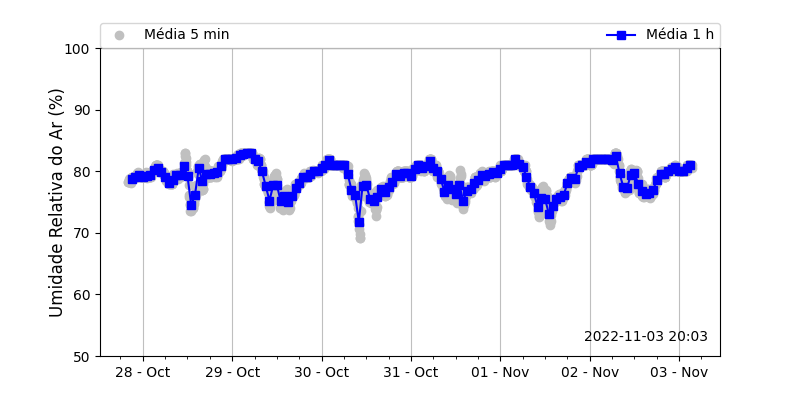 Média 5 min
Média 1 h
Umidade Relativa do Ar (%)
100
90
80
70
60
50
2022-11-03 20:03
28 - Oct
29 - Oct
30 - Oct
31 - Oct
01 - Nov
02 - Nov
03 - Nov